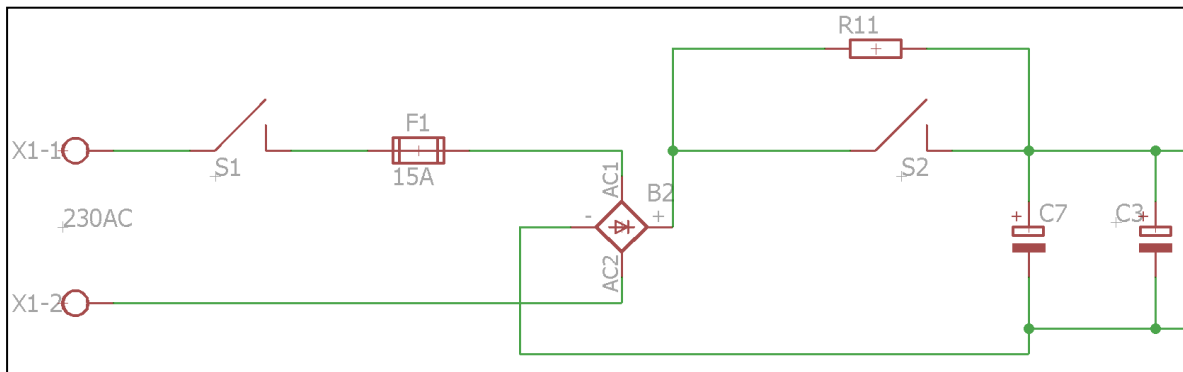 R11
X1-1
S1
F1
15A
S2
AC1
B2
-
+
230AC
AC2
+
C7
+
C3
X1-2